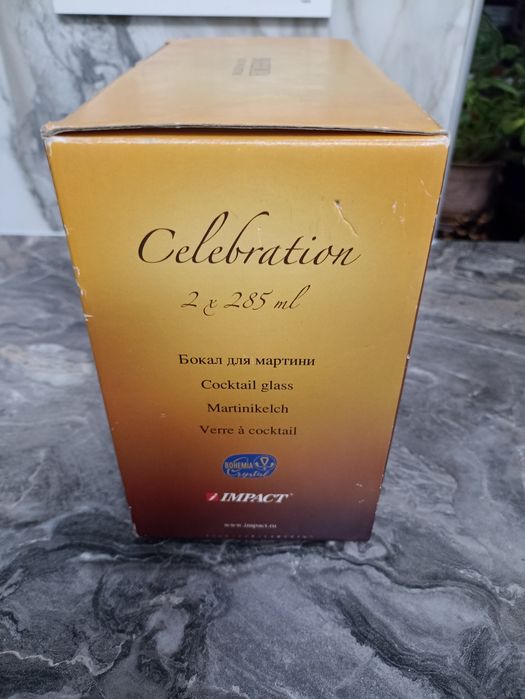 Celebration
2 x 285 ml
Бокал для мартини
Cocktail glass
Martinikelch
Verre à cocktail
BOHEMIA
Crystal
IMPACT
www.impact.ru